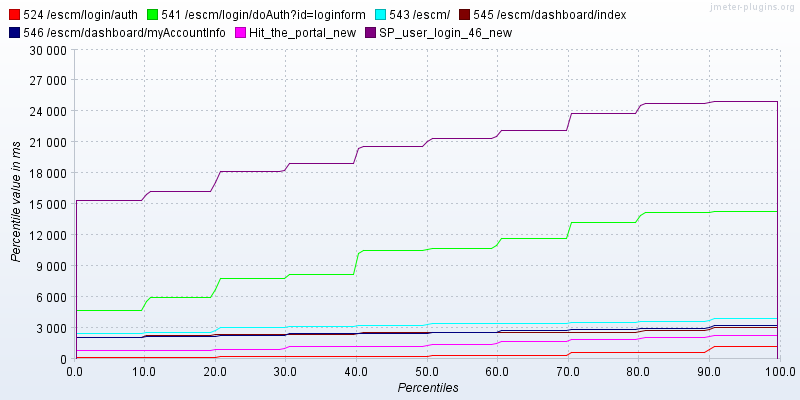 jmeter-plugins.org
524 /escm/login/auth 541 /escm/login/doAuth?id=loginform 543 /escm/ 545 /escm/dashboard/index
546 /escm/dashboard/myAccountInfo Hit_the_portal_new SP_user_login_46_new
30 000
27 000
24 000
21 000
18 000
15 000
12 000
9 000
6 000
3 000
0
Percentile value in ms
0.0 10.0 20.0 30.0 40.0 50.0 60.0 70.0 80.0 90.0 100.0
Percentiles